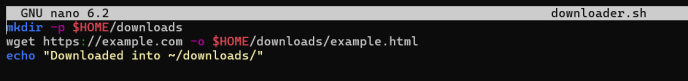 GNU nano 6.2 downloader.sh
mkdir -p $HOME/downloads
wget https://example.com -o $HOME/downloads/example.html
echo "Downloaded into ~/downloads/"